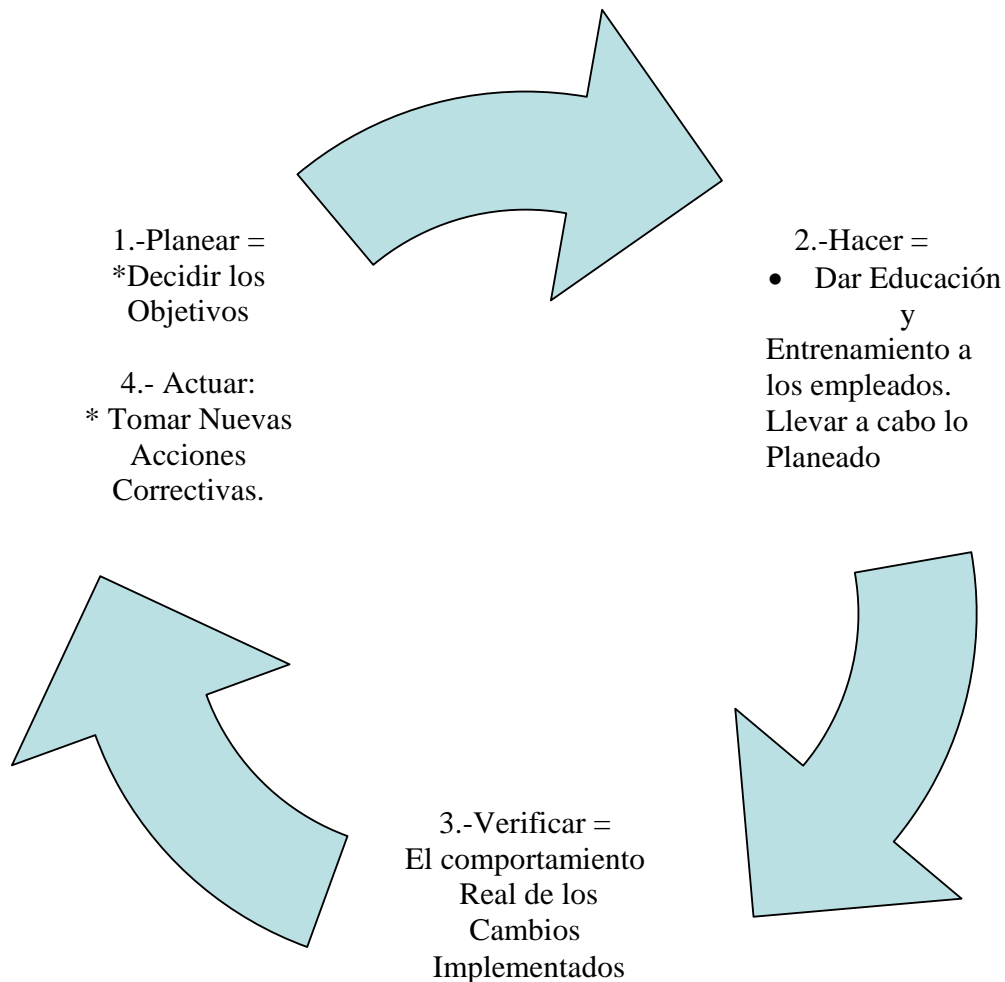 1.-Planear =
*Decidir los
Objetivos
4.- Actuar:
* Tomar Nuevas
Acciones
Correctivas.
2.-Hacer =
• Dar Educación
y
Entrenamiento a
los empleados.
Llevar a cabo lo
Planeado
3.-Verificar =
El comportamiento
Real de los
Cambios
Implementados